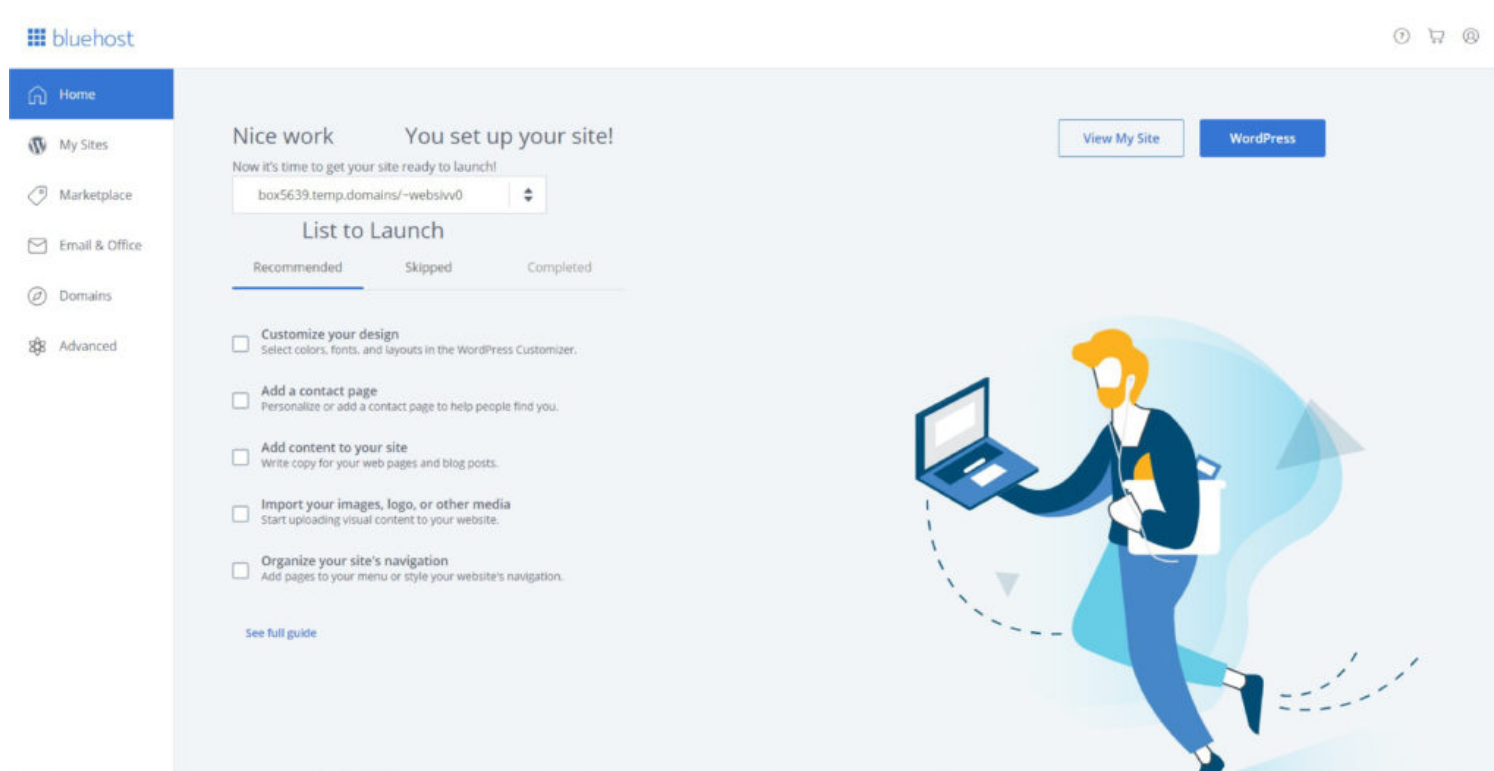 bluehost
Home
My Sites
Marketplace
Email & Office
Domains
Advanced
Nice work You set up your site!
Now it's time to get your site ready to launch!
box5639.temp.domains/~websivv0
List to Launch
Recommended Skipped Completed
Customize your design
Select colors, fonts, and layouts in the WordPress Customizer.
Add a contact page
Personalize or add a contact page to help people find you.
Add content to your site
Write copy for your web pages and blog posts.
Import your images, logo, or other media
Start uploading visual content to your website.
Organize your site's navigation
Add pages to your menu or style your website's navigation.
See full guide
View My Site
WordPress